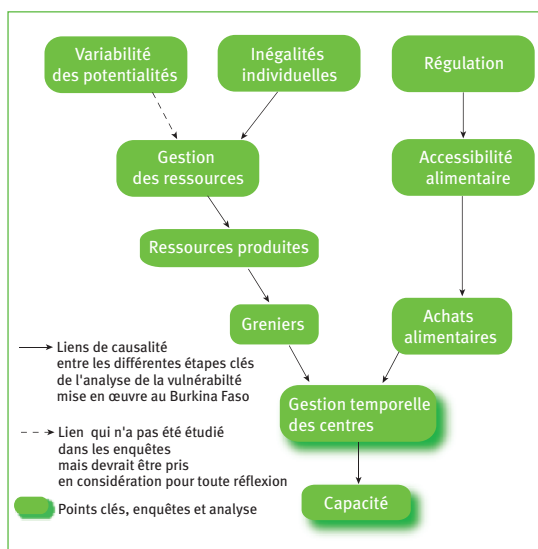 Variabilité
des potentialités
Inégalités
individuelles
Régulation
Gestion
des ressources
Accessibilité
alimentaire
Ressources produites
Greniers
Achats
alimentaires
Liens de causalité
entre les différentes étapes clés
de l'analyse de la vulnérabilté
mise en œuvre au Burkina Faso
Gestion temporelle
des centres
Lien qui n'a pas été étudié
dans les enquêtes
mais devrait être pris
en considération pour toute réflexion
Capacité
Points clés, enquêtes et analyse